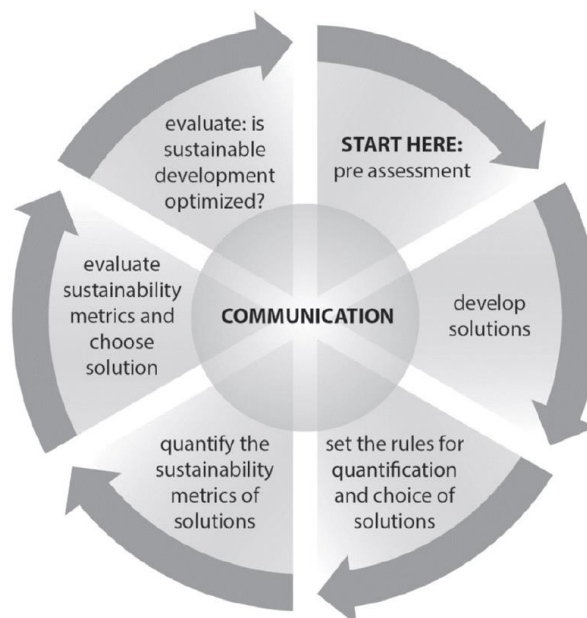 START HERE:
pre assessment
develop
solutions
set the rules for
quantification
and choice of
solutions
quantify the
sustainability
metrics of
solutions
evaluate
sustainability
metrics and
choose
solution
evaluate: is
sustainable
development
optimized?
COMMUNICATION